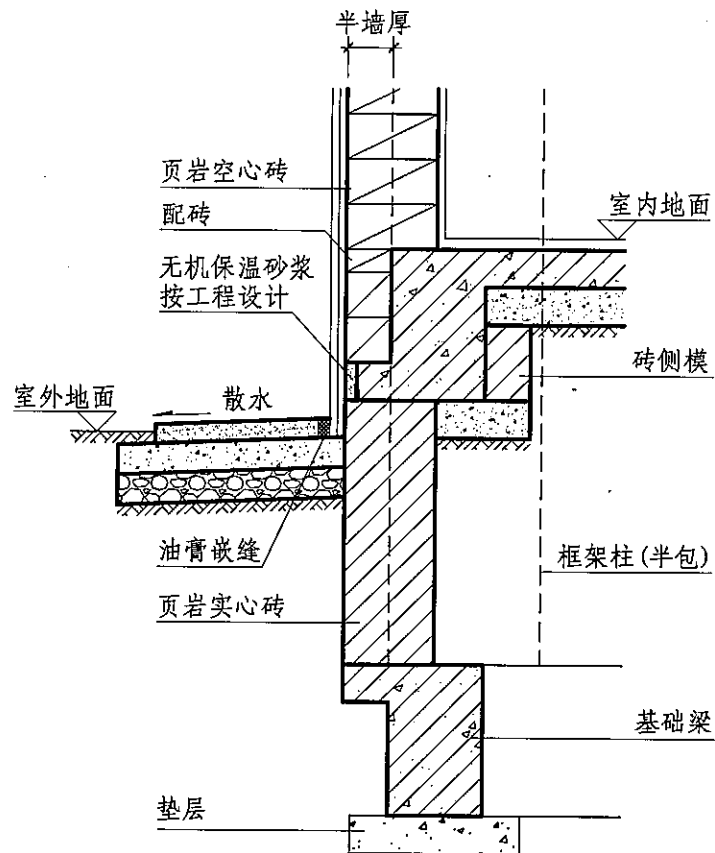 半墙厚
页岩空心砖
配砖
无机保温砂浆
按工程设计
室内地面
砖侧模
室外地面
散水
油膏嵌缝
框架柱(半包)
页岩实心砖
基础梁
垫层